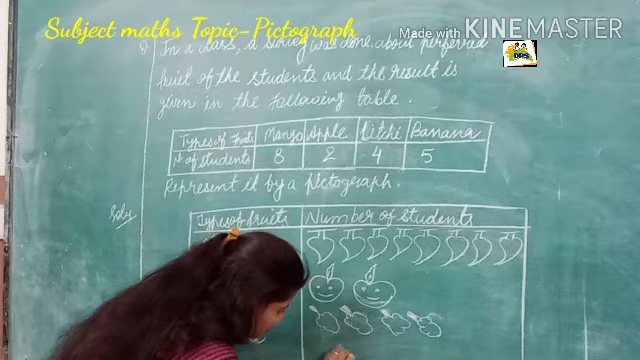 Subject maths Topic-Pictograph
Made with KINEMASTER
Q In a class, a survey was done about perferred
fruit of the students and the result is
given in the following table.
Types of fruits Mango Apple Litchi Banana
of students 8 2 4 5
Represent it by a pictograph.
Soln
Types of fruits Number of students
DPS